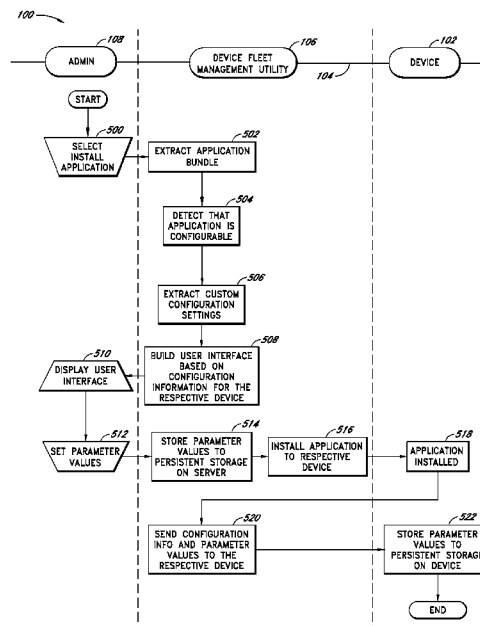 100
108
106
102
ADMIN
DEVICE FLEET
MANAGEMENT UTILITY
DEVICE
104
START
500
SELECT
INSTALL
APPLICATION
502
EXTRACT APPLICATION
BUNDLE
504
DETECT THAT
APPLICATION IS
CONFIGURABLE
506
EXTRACT CUSTOM
CONFIGURATION
SETTINGS
508
BUILD USER INTERFACE
BASED ON
CONFIGURATION
INFORMATION FOR THE
RESPECTIVE DEVICE
510
DISPLAY USER
INTERFACE
512
SET PARAMETER
VALUES
514
STORE PARAMETER
VALUES TO
PERSISTENT STORAGE
ON SERVER
516
INSTALL APPLICATION
TO RESPECTIVE
DEVICE
518
APPLICATION
INSTALLED
520
SEND CONFIGURATION
INFO AND PARAMETER
VALUES TO THE
RESPECTIVE DEVICE
522
STORE PARAMETER
VALUES TO
PERSISTENT STORAGE
ON DEVICE
END